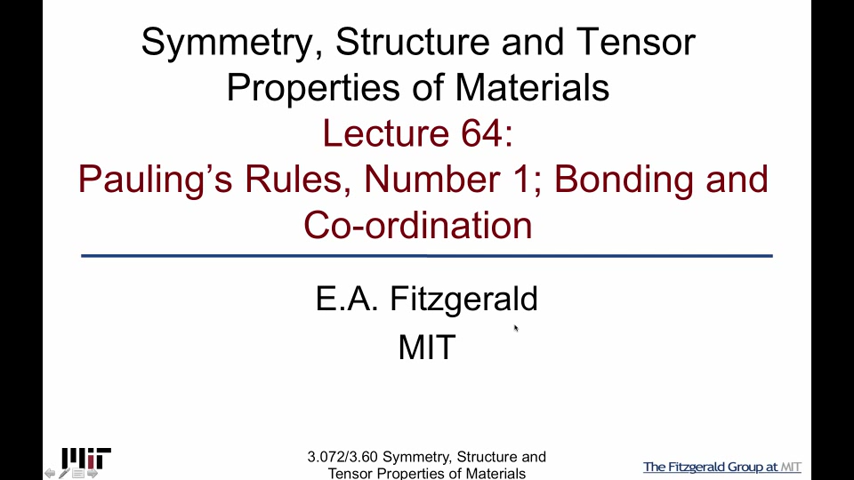 Symmetry, Structure and Tensor
Properties of Materials
Lecture 64:
Pauling's Rules, Number 1; Bonding and
Co-ordination
E.A. Fitzgerald
MIT
MIT
3.072/3.60 Symmetry, Structure and
Tensor Properties of Materials
The Fitzgerald Group at MIT